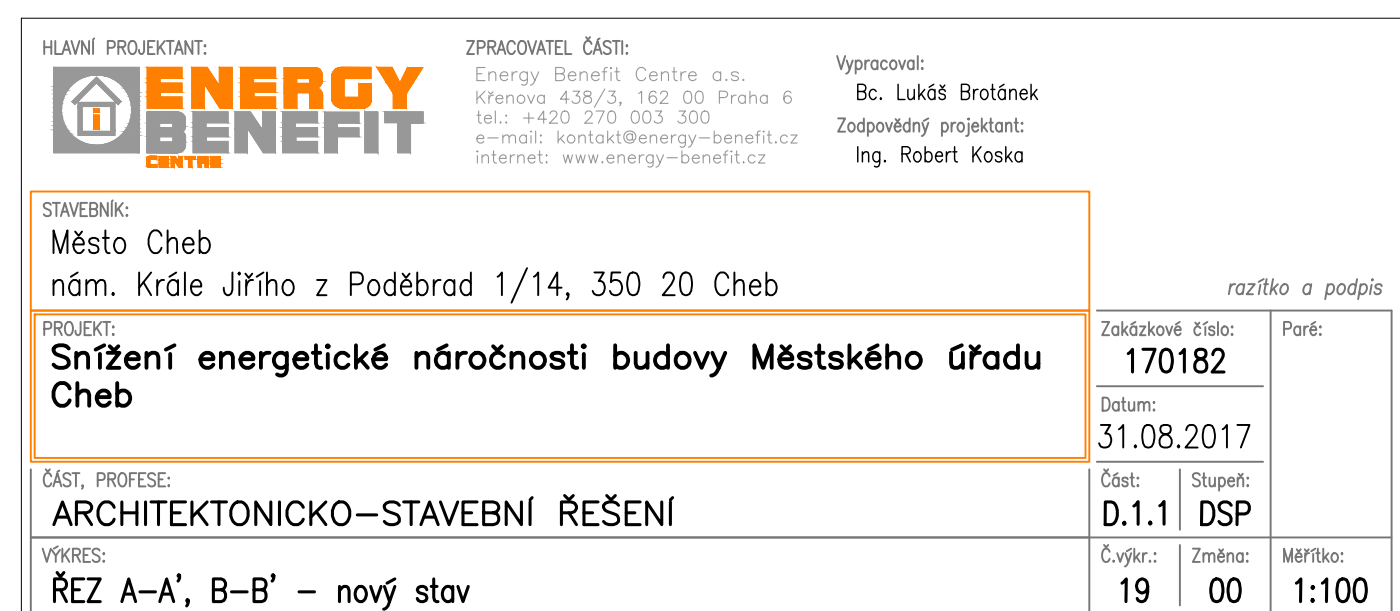 HLAVNÍ PROJEKTANT:
ENERGY
BENEFIT
CENTRE
ZPRACOVATEL ČÁSTI:
Energy Benefit Centre a.s.
Křenova 438/3, 162 00 Praha 6
tel.: +420 270 003 300
e-mail: kontakt@energy-benefit.cz
internet: www.energy-benefit.cz
Vypracoval:
Bc. Lukáš Brotánek
Zodpovědný projektant:
Ing. Robert Koska
STAVEBNÍK:
Město Cheb
nám. Krále Jiřího z Poděbrad 1/14, 350 20 Cheb
razítko a podpis
PROJEKT:
Snížení energetické náročnosti budovy Městského úřadu
Cheb
Zakázkové číslo:
170182
Paré:
Datum:
31.08.2017
ČÁST, PROFESE:
ARCHITEKTONICKO-STAVEBNÍ ŘEŠENÍ
Část:
D.1.1
Stupeň:
DSP
VÝKRES:
ŘEZ A-A', B-B' - nový stav
Č.výkr.:
19
Změna:
00
Měřítko:
1:100